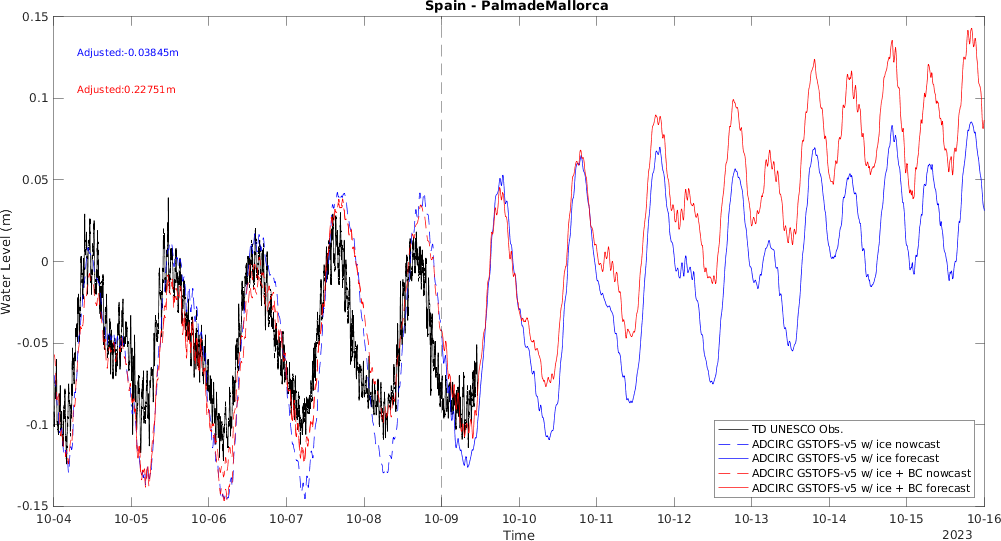 Spain - PalmadeMallorca
Adjusted:-0.03845m
Adjusted:0.22751m
Water Level (m)
0.15
0.1
0.05
0
-0.05
-0.1
-0.15
10-04 10-05 10-06 10-07 10-08 10-09 10-10 10-11 10-12 10-13 10-14 10-15 10-16
Time
2023
TD UNESCO Obs.
ADCIRC GSTOFS-v5 w/ ice nowcast
ADCIRC GSTOFS-v5 w/ ice forecast
ADCIRC GSTOFS-v5 w/ ice + BC nowcast
ADCIRC GSTOFS-v5 w/ ice + BC forecast